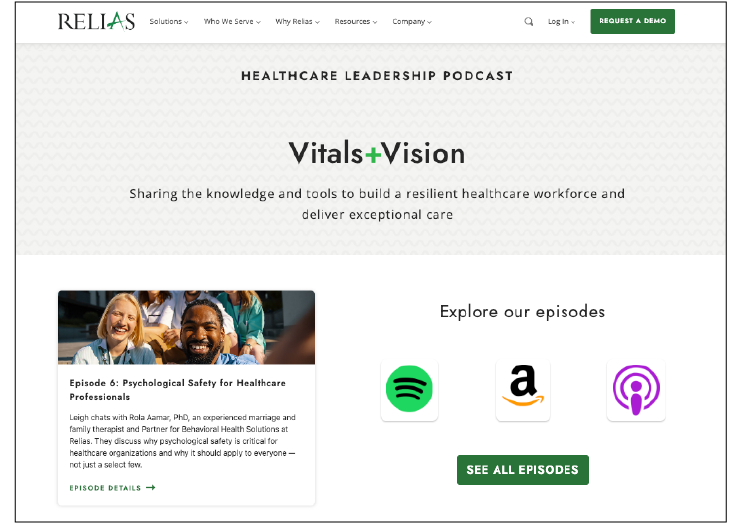 RELIAS Solutions Who We Serve Why Relias Resources Company Log In REQUEST A DEMO
HEALTHCARE LEADERSHIP PODCAST
Vitals+Vision
Sharing the knowledge and tools to build a resilient healthcare workforce and
deliver exceptional care
Episode 6: Psychological Safety for Healthcare
Professionals
Leigh chats with Rola Aamar, PhD, an experienced marriage and
family therapist and Partner for Behavioral Health Solutions at
Relias. They discuss why psychological safety is critical for
healthcare organizations and why it should apply to everyone —
not just a select few.
EPISODE DETAILS →
Explore our episodes
a
SEE ALL EPISODES